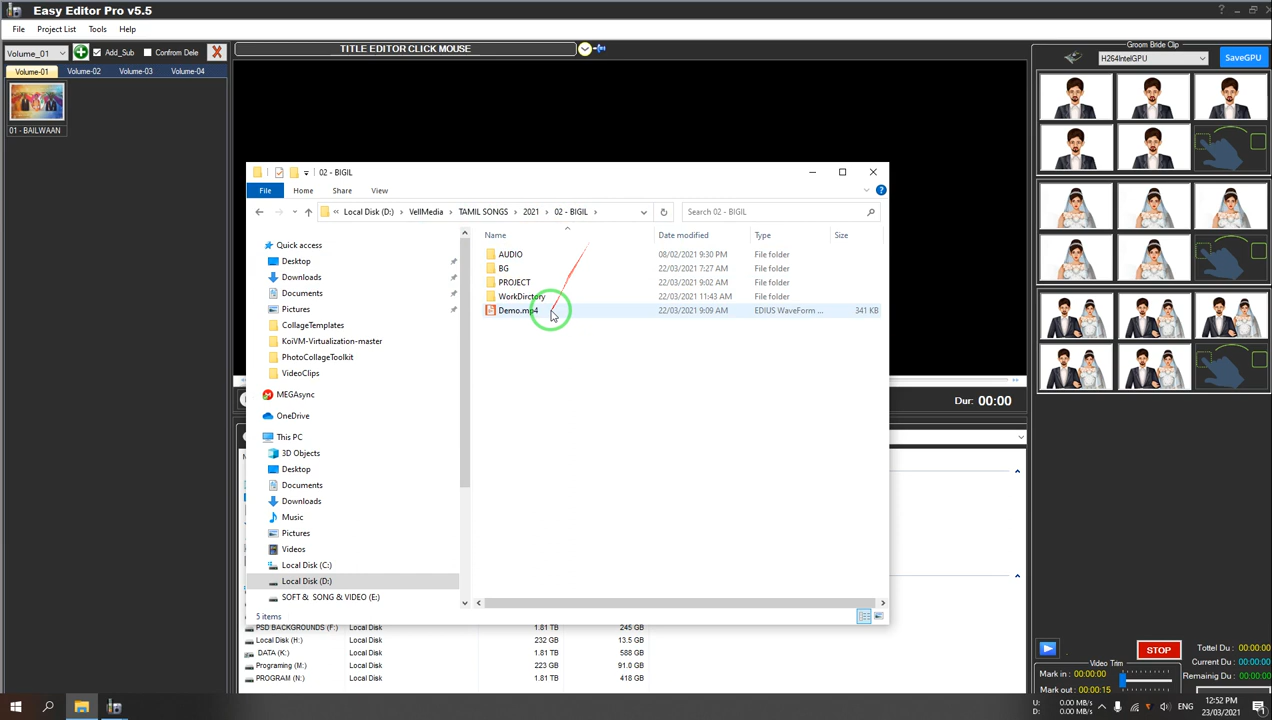 Easy Editor Pro v5.5
File Project List Tools Help
Volume_01 Add_Sub Confrom Dele
Volume-01 Volume-02 Volume-03 Volume-04
01 - BAILWAAN
TITLE EDITOR CLICK MOUSE
Groom Bride Clip
H264IntelGPU SaveGPU
02 - BIGIL
File Home Share View
« Local Disk (D:) > VellMedia > TAMIL SONGS > 2021 > 02 - BIGIL >
Search 02 - BIGIL
Quick access
Desktop
Downloads
Documents
Pictures
CollageTemplates
KoiVM-Virtualization-master
PhotoCollageToolkit
VideoClips
MEGAsync
OneDrive
This PC
3D Objects
Desktop
Documents
Downloads
Music
Pictures
Videos
Local Disk (C:)
Local Disk (D:)
SOFT & SONG & VIDEO (E:)
Name Date modified Type Size
AUDIO 08/02/2021 9:30 PM File folder
BG 22/03/2021 7:27 AM File folder
PROJECT 22/03/2021 9:02 AM File folder
WorkDirctory 22/03/2021 11:43 AM File folder
Demo.mp4 22/03/2021 9:09 AM EDIUS WaveForm ... 341 KB
5 items
Dur: 00:00
PSD BACKGROUNDS (F:) Local Disk 1.81 TB 245 GB
Local Disk (H:) Local Disk 232 GB 13.5 GB
DATA (K:) Local Disk 1.81 TB 588 GB
Programing (M:) Local Disk 223 GB 91.0 GB
PROGRAM (N:) Local Disk 1.81 TB 418 GB
STOP
Tottel Du : 00:00:00
Current Du : 00:00:00
Remainig Du : 00:00:00
Video Trim
Mark in : 00:00:00
Mark out : 00:00:15
U: 0.00 MB/s
D: 0.00 MB/s
ENG
12:52 PM
23/03/2021